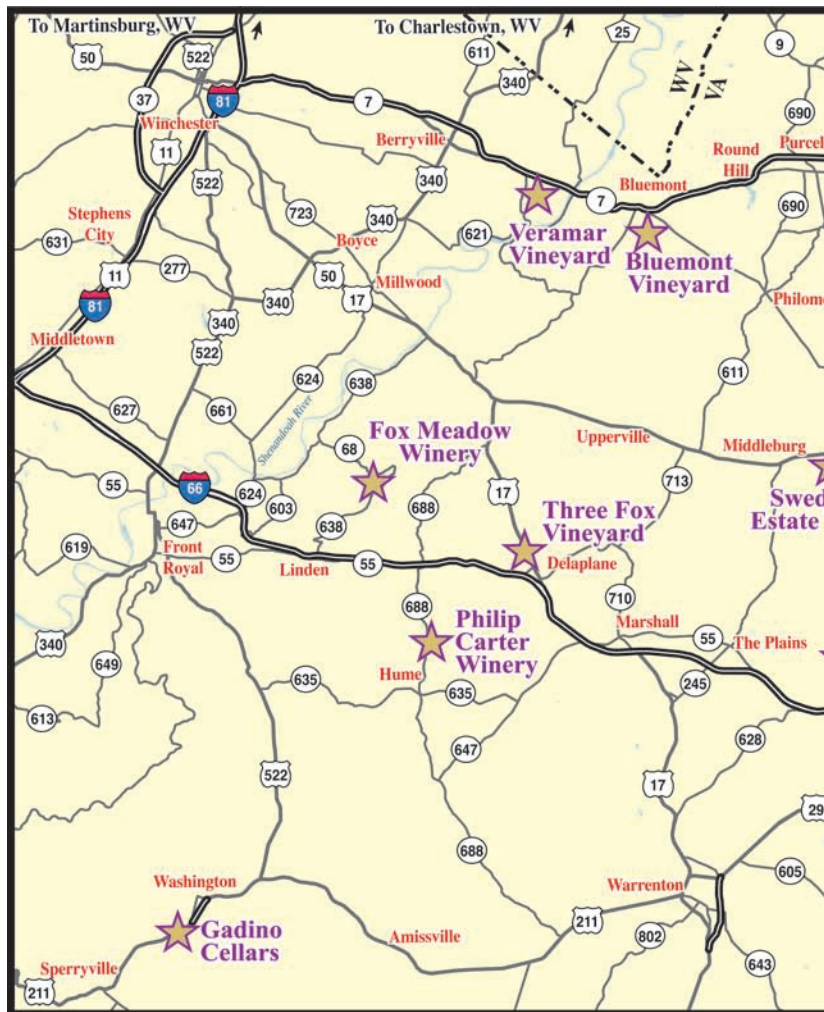 To Martinsburg, WV
To Charlestown, WV
522
50
611
25
9
340
37
81
7
WV
VA
690
Winchester
Berryville
Purcel
11
Round
Hill
522
340
Bluemont
Stephens
City
723
7
690
340
631
Boyce
621
Veramar
Vineyard
Bluemont
Vineyard
11
277
50
Millwood
81
340
17
Philom
340
Middletown
522
624
638
611
627
661
Shenandoah River
Fox Meadow
Winery
Upperville
Middleburg
68
66
55
624
603
688
17
713
Swed
Estate
647
638
Three Fox
Vineyard
619
Front
Royal
55
Linden
55
Delaplane
688
710
Philip
Carter
Winery
Marshall
55
The Plains
340
649
635
Hume
635
245
613
647
628
522
17
29
688
605
Washington
Warrenton
Gadino
Cellars
211
802
Amissville
643
Sperryville
211